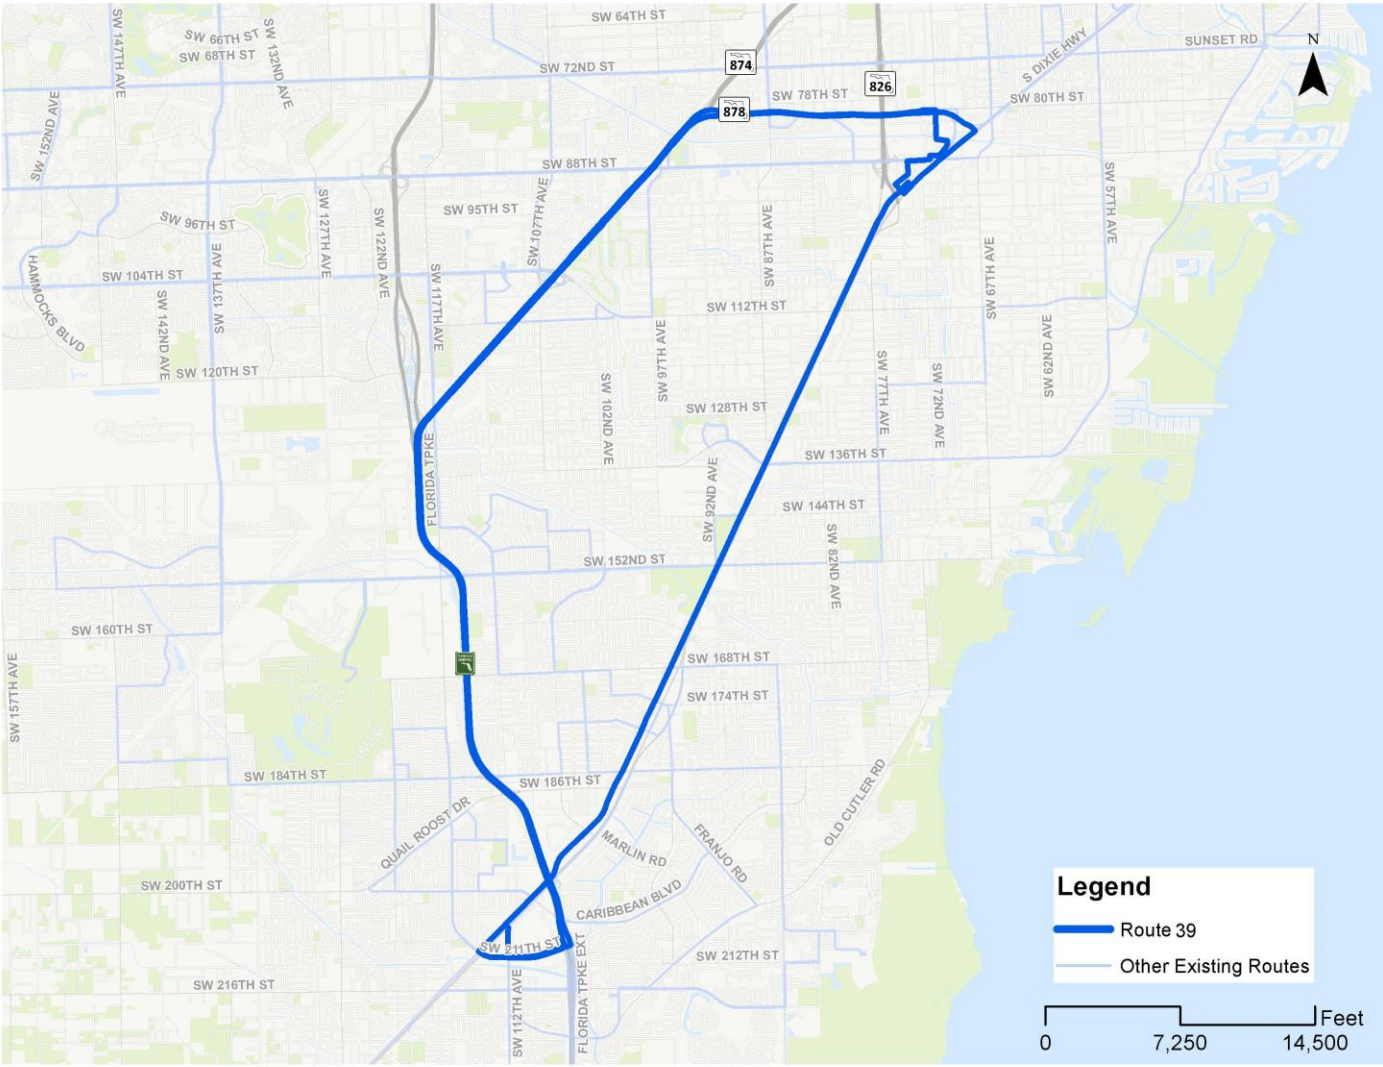 SW 64TH ST
SW 147TH AVE
SW 66TH ST
SW 68TH ST
SW 132ND AVE
SW 72ND ST
874
826
S DIXIE HWY
SUNSET RD
N
SW 152ND AVE
878
SW 78TH ST
SW 80TH ST
SW 88TH ST
SW 57TH AVE
SW 127TH AVE
SW 122ND AVE
SW 95TH ST
SW 107TH AVE
SW 96TH ST
SW 87TH AVE
HAMMOCKS BLVD
SW 104TH ST
SW 137TH AVE
SW 117TH AVE
SW 67TH AVE
SW 142ND AVE
SW 112TH ST
SW 97TH AVE
SW 62ND AVE
SW 120TH ST
SW 102ND AVE
SW 77TH AVE
SW 72ND AVE
SW 128TH ST
FLORIDA TPKE
SW 136TH ST
SW 92ND AVE
SW 144TH ST
SW 152ND ST
SW 82ND AVE
SW 160TH ST
SW 157TH AVE
SW 168TH ST
SW 174TH ST
SW 184TH ST
SW 186TH ST
OLD CUTLER RD
QUAIL ROOST DR
MARLIN RD
FRANJO RD
SW 200TH ST
CARIBBEAN BLVD
SW 211TH ST
SW 212TH ST
SW 216TH ST
SW 112TH AVE
FLORIDA TPKE EXT
Legend
Route 39
Other Existing Routes
Feet
0 7,250 14,500